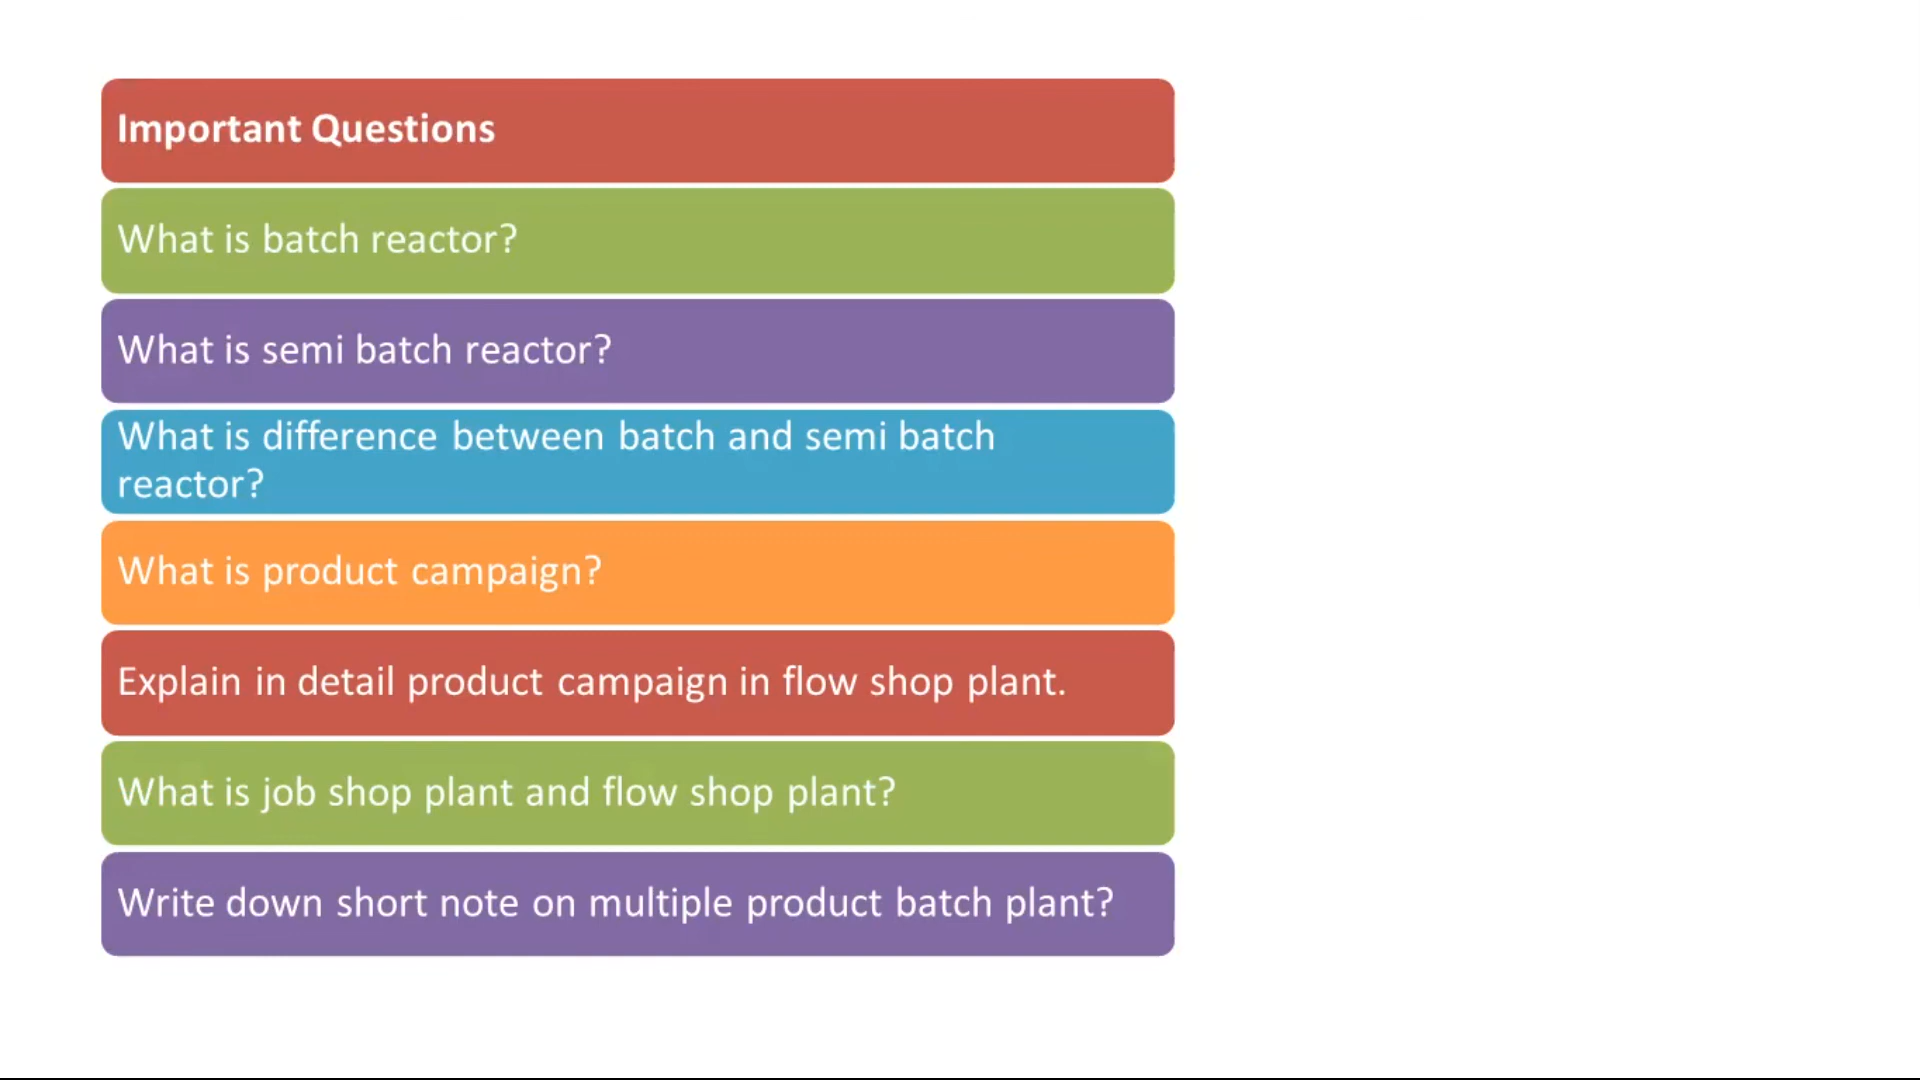 Important Questions
What is batch reactor?
What is semi batch reactor?
What is difference between batch and semi batch
reactor?
What is product campaign?
Explain in detail product campaign in flow shop plant.
What is job shop plant and flow shop plant?
Write down short note on multiple product batch plant?